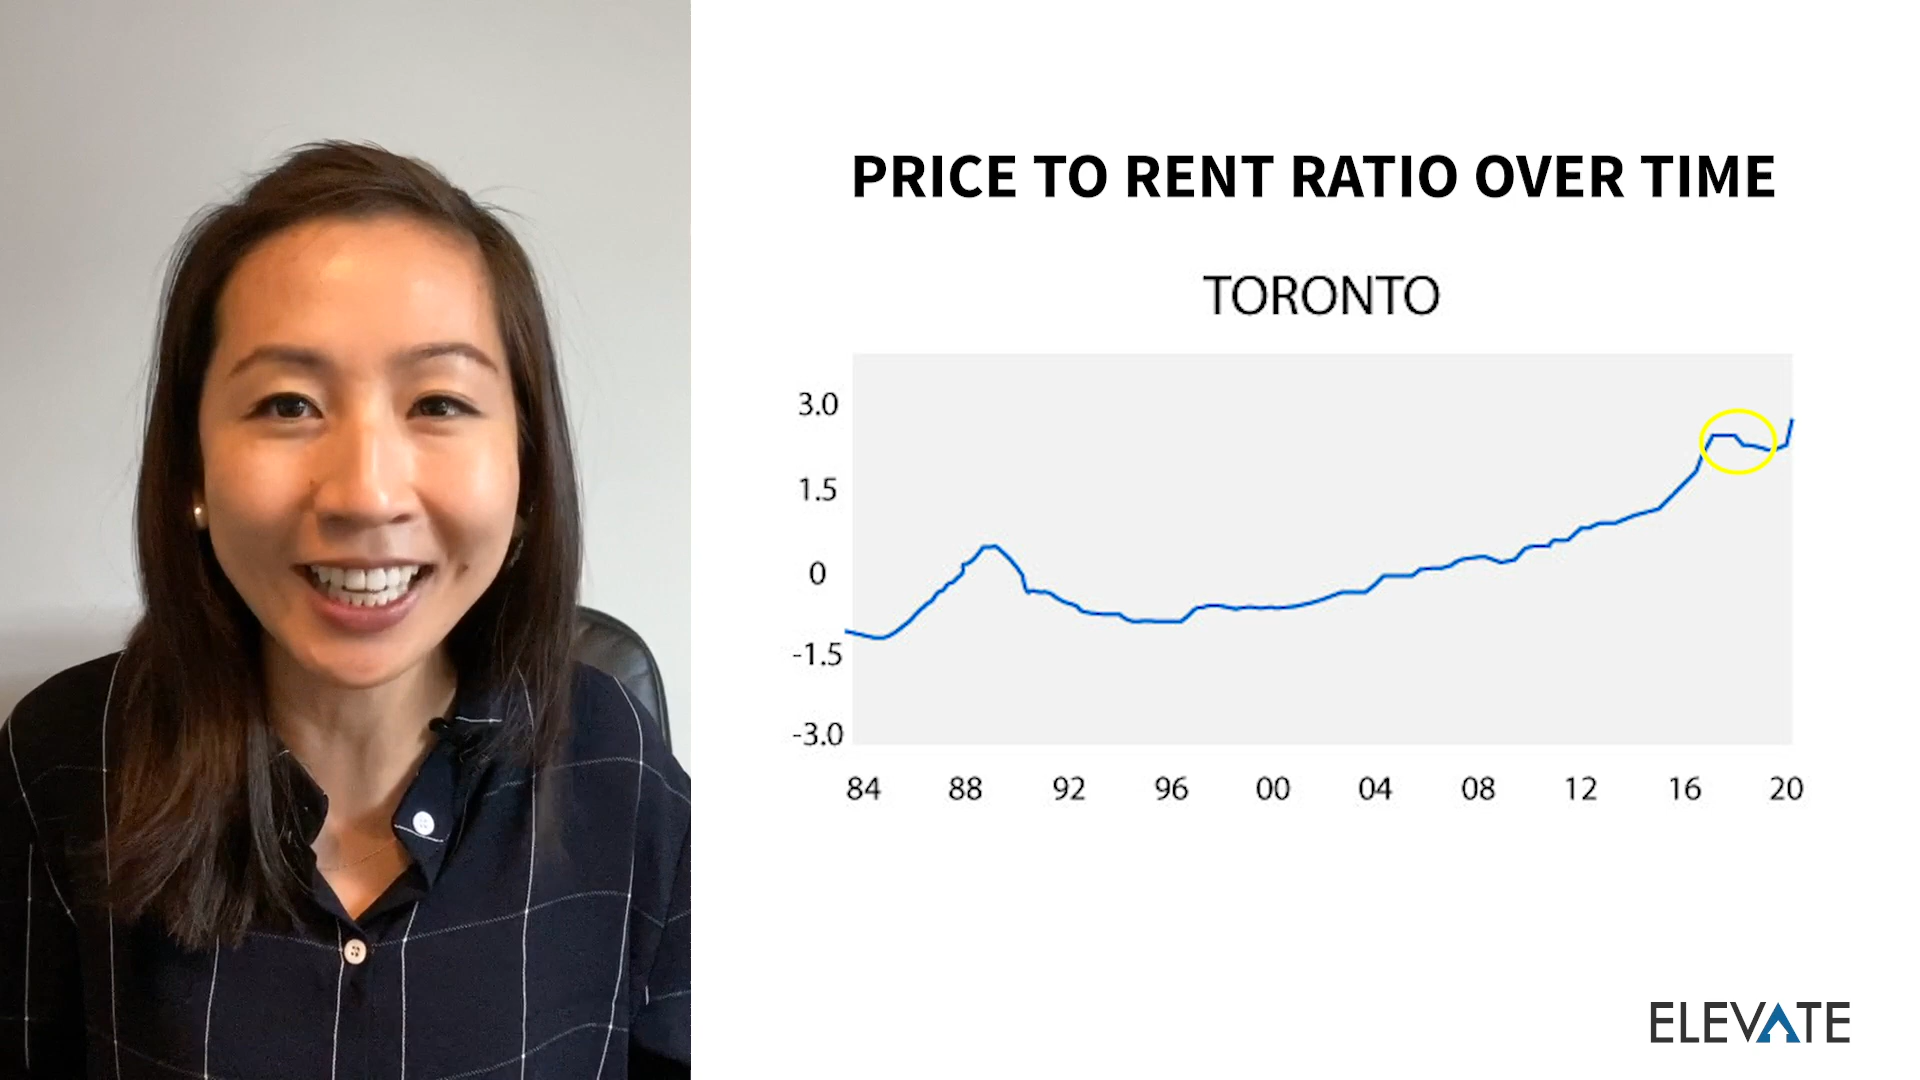 PRICE TO RENT RATIO OVER TIME
TORONTO
3.0
1.5
0
-1.5
-3.0
84 88 92 96 00 04 08 12 16 20
ELEVATE